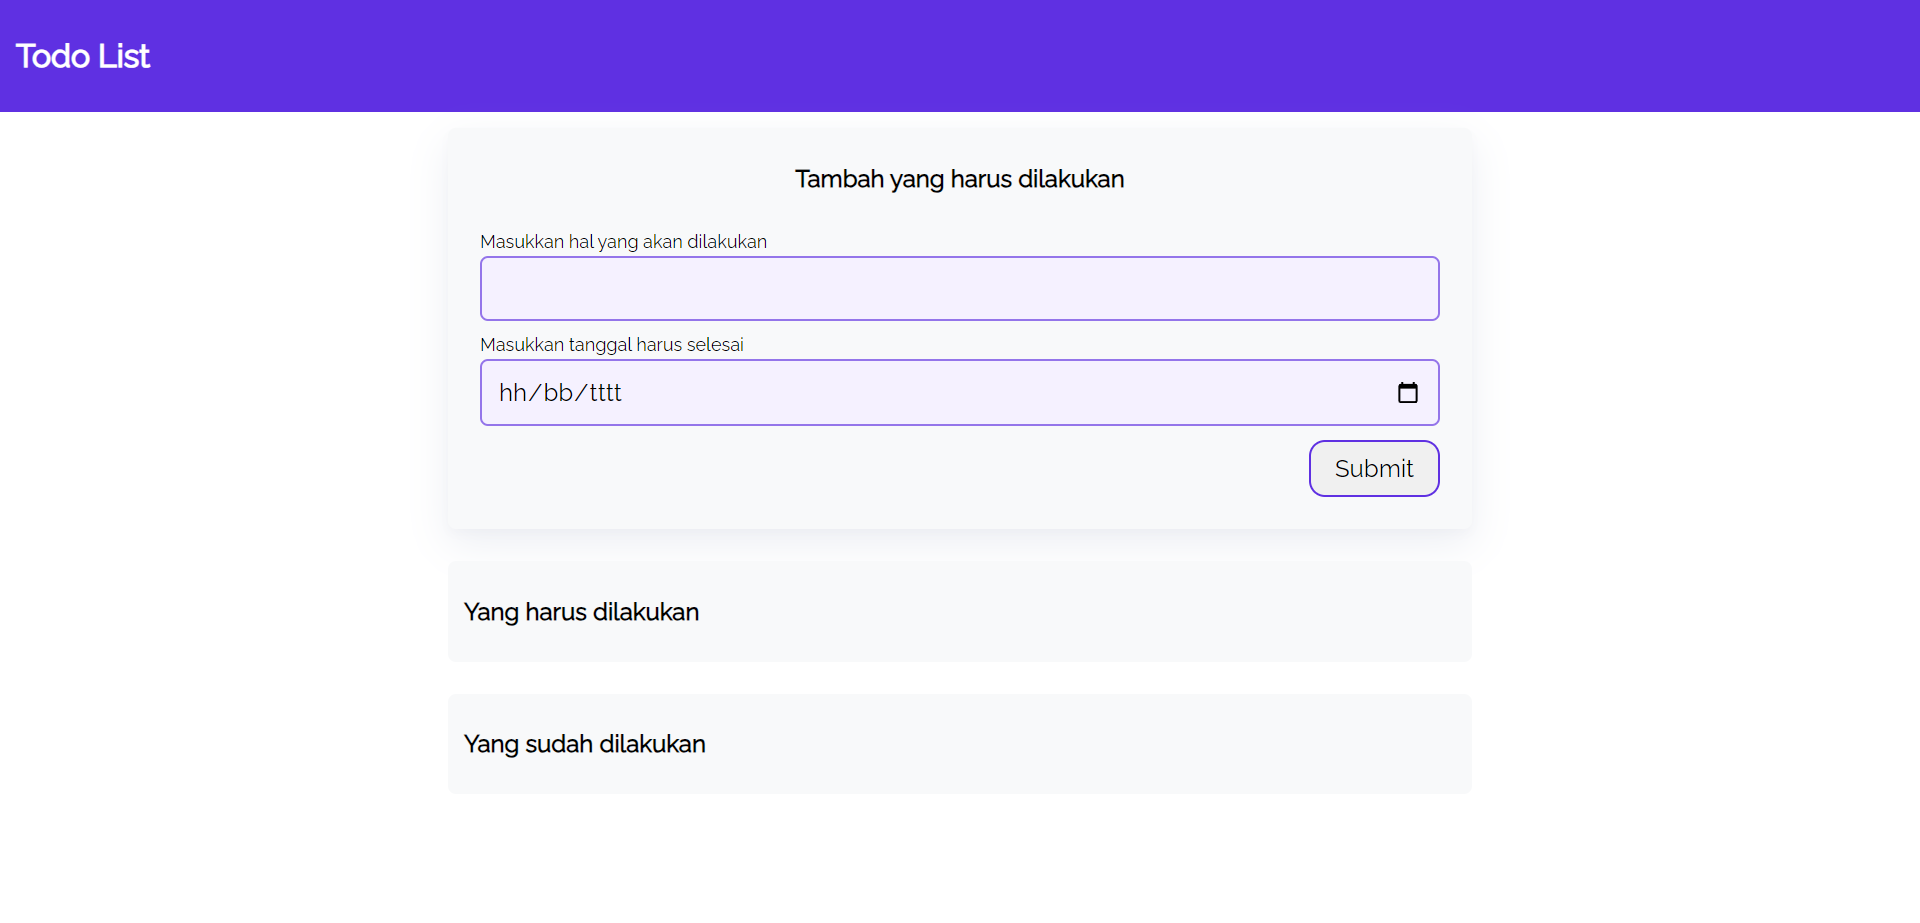 Todo List
Tambah yang harus dilakukan
Masukkan hal yang akan dilakukan
Masukkan tanggal harus selesai
hh/bb/tttt
Submit
Yang harus dilakukan
Yang sudah dilakukan